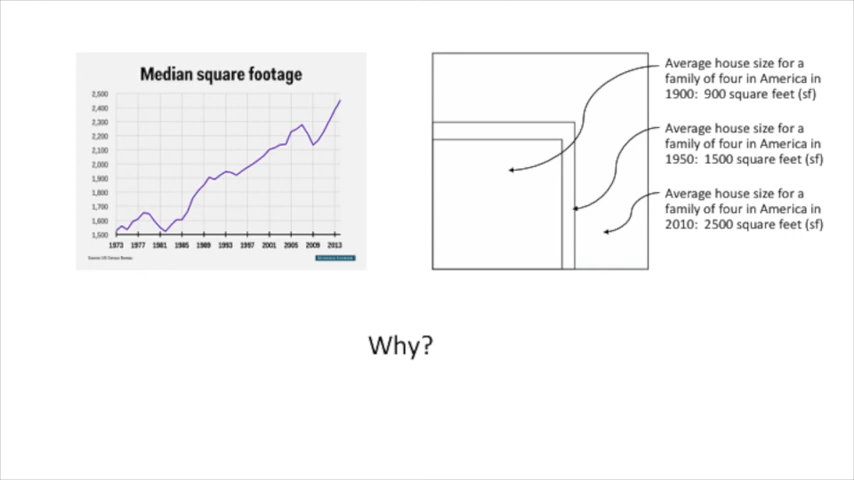 Median square footage
2,500
2,400
2,300
2,200
2,100
2,000
1,900
1,800
1,700
1,600
1,500
1973 1977 1981 1985 1989 1993 1997 2001 2005 2009 2013
Source: US Census Bureau
Average house size for a
family of four in America in
1900: 900 square feet (sf)
Average house size for a
family of four in America in
1950: 1500 square feet (sf)
Average house size for a
family of four in America in
2010: 2500 square feet (sf)
Why?